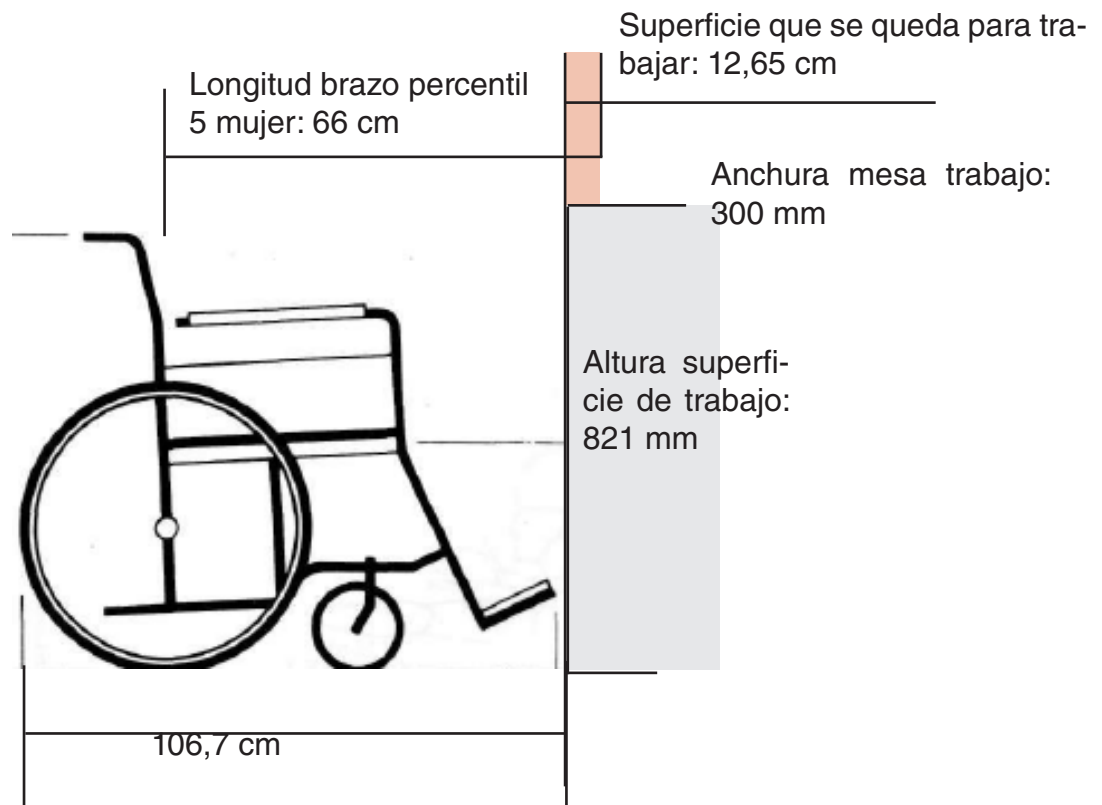 Superficie que se queda para tra-
bajar: 12,65 cm
Longitud brazo percentil
5 mujer: 66 cm
Anchura mesa trabajo:
300 mm
Altura superfi-
cie de trabajo:
821 mm
106,7 cm